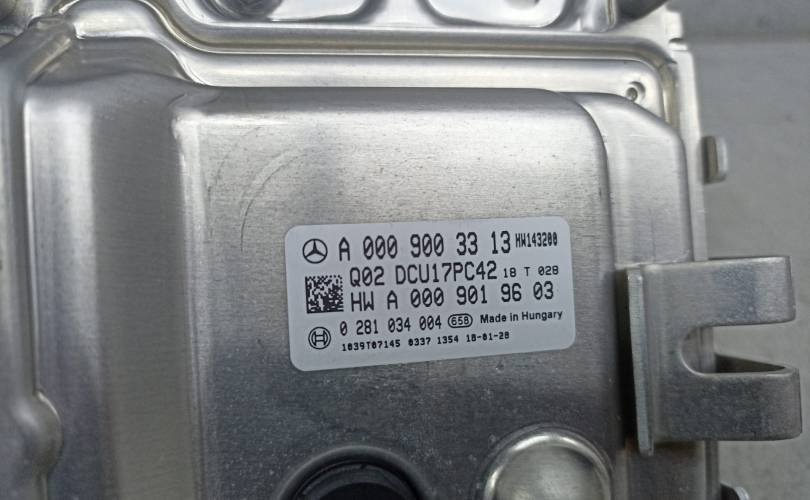 A 000 900 33 13 HW143200
Q02 DCU17PC42 18 T 028
HW A 000 901 96 03
0 281 034 004 658 Made in Hungary
1039T07145 0337 1354 18-01-28